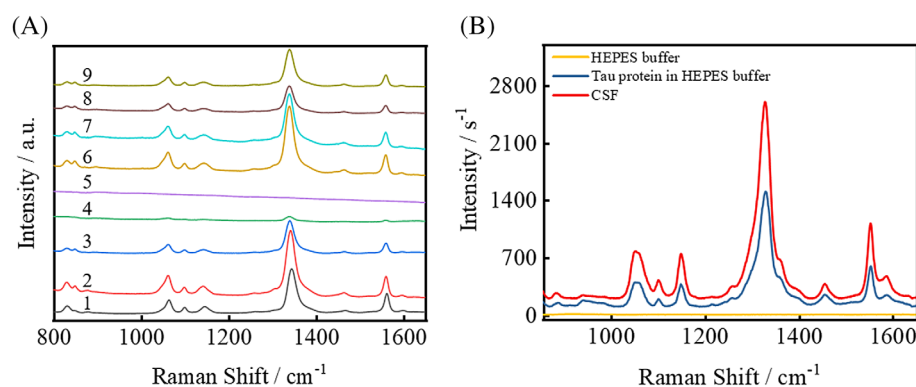 (A)
Intensity / a.u.
9
8
7
6
5
4
3
2
1
800 1000 1200 1400 1600
Raman Shift / cm⁻¹
(B)
Intensity / s⁻¹
HEPES buffer
Tau protein in HEPES buffer
CSF
2800
2100
1400
700
0
1000 1200 1400 1600
Raman Shift / cm⁻¹